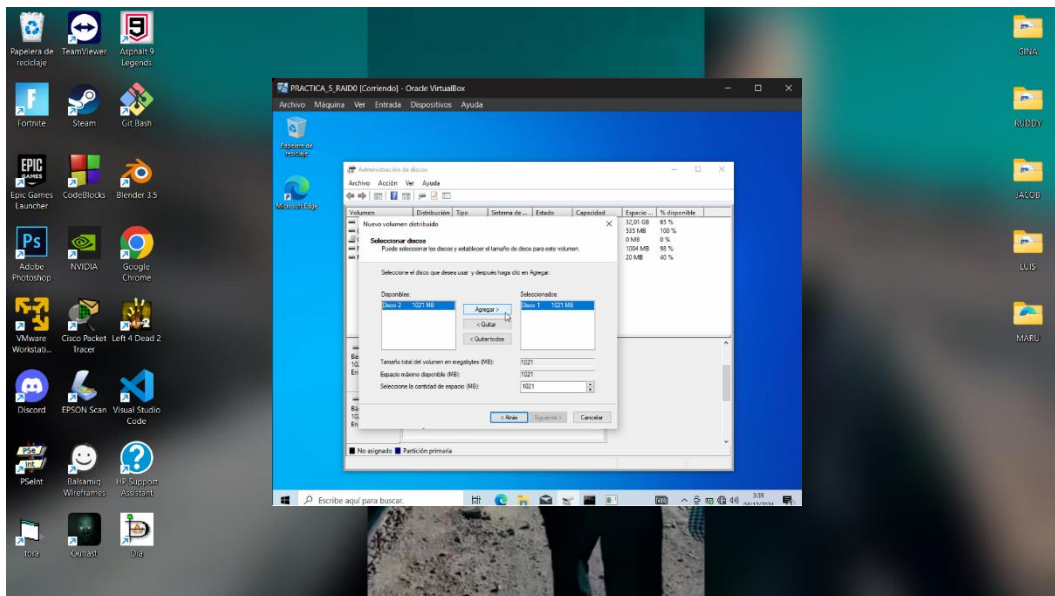 Papelera de
reciclaje
TeamViewer
Asphalt 9
Legends
Fortnite
Steam
Git Bash
Epic Games
Launcher
CodeBlocks
Blender 3.5
Adobe
Photoshop
NVIDIA
Google
Chrome
VMware
Workstati...
Cisco Packet
Tracer
Left 4 Dead 2
Discord
EPSON Scan
Visual Studio
Code
PSeInt
Balsamiq
Wireframes
HP Support
Assistant
tora
Outlast
Dia
GINA
RUDDY
JACOB
LUIS
MARU
PRACTICA_5_RAID0 [Corriendo] - Oracle VirtualBox
Archivo Máquina Ver Entrada Dispositivos Ayuda
Papelera de
reciclaje
Microsoft Edge
Administración de discos
Archivo Acción Ver Ayuda
Volumen Distribución Tipo Sistema de ... Estado Capacidad Espacio ... % disponible
32,01 GB 65 %
535 MB 100 %
0 MB 0 %
1004 MB 98 %
20 MB 40 %
Nuevo volumen distribuido
Seleccionar discos
Puede seleccionar los discos y establecer el tamaño de disco para este volumen.
Seleccione el disco que desea usar y después haga clic en Agregar.
Disponibles: Seleccionados:
Disco 2 1021 MB
Disco 1 1021 MB
Agregar >
< Quitar
< Quitar todos
Tamaño total del volumen en megabytes (MB): 1021
Espacio máximo disponible (MB): 1021
Seleccione la cantidad de espacio (MB): 1021
< Atrás Siguiente > Cancelar
No asignado Partición primaria
Escribe aquí para buscar.
3:38